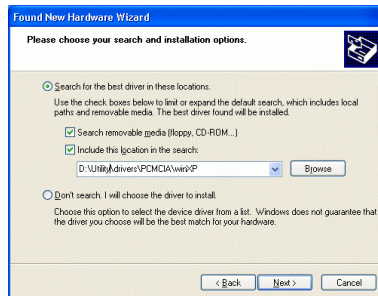 Found New Hardware Wizard
Please choose your search and installation options.
Search for the best driver in these locations.
Use the check boxes below to limit or expand the default search, which includes local
paths and removable media. The best driver found will be installed.
Search removable media (floppy, CD-ROM...)
Include this location in the search:
D:\Utility\drivers\PCMCIA\winXP
Browse
Don't search. I will choose the driver to install.
Choose this option to select the device driver from a list. Windows does not guarantee that
the driver you choose will be the best match for your hardware.
< Back
Next >
Cancel